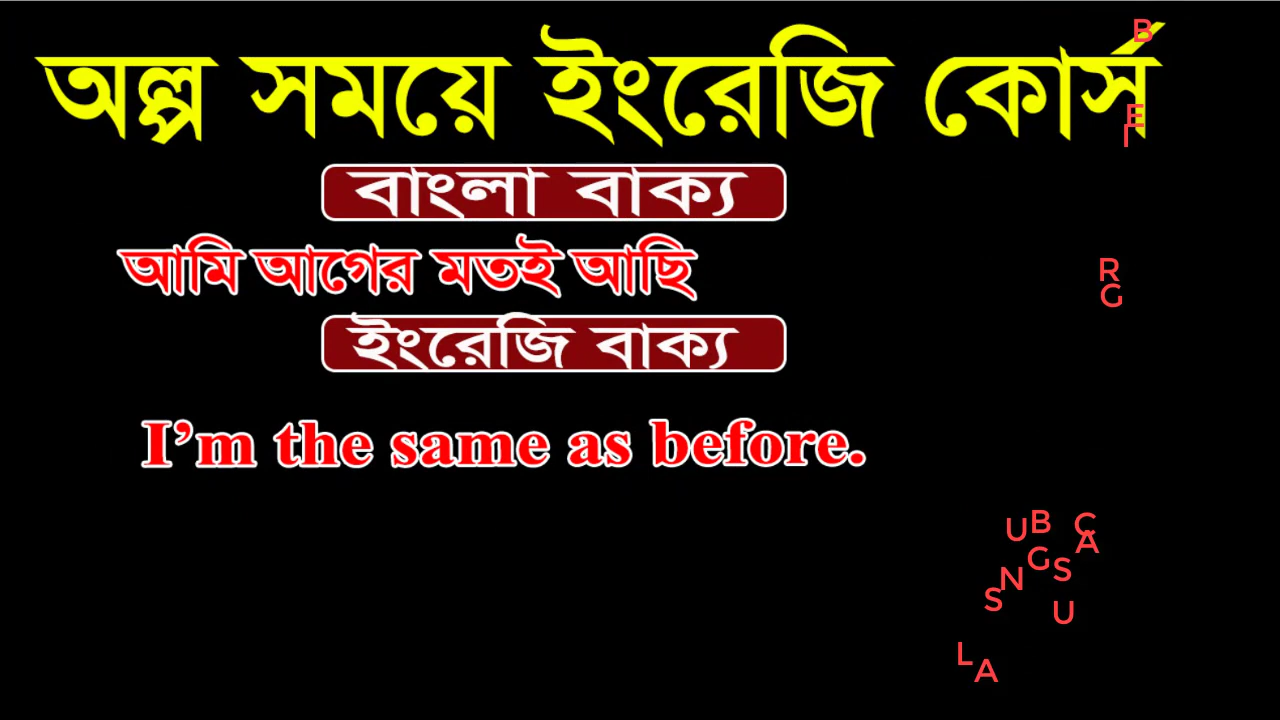 অল্প সময়ে ইংরেজি কোর্স
বাংলা বাক্য
আমি আগের মতই আছি
ইংরেজি বাক্য
I’m the same as before.
B
E
I
R
G
U B C
A
G S
N
S
U
L
A